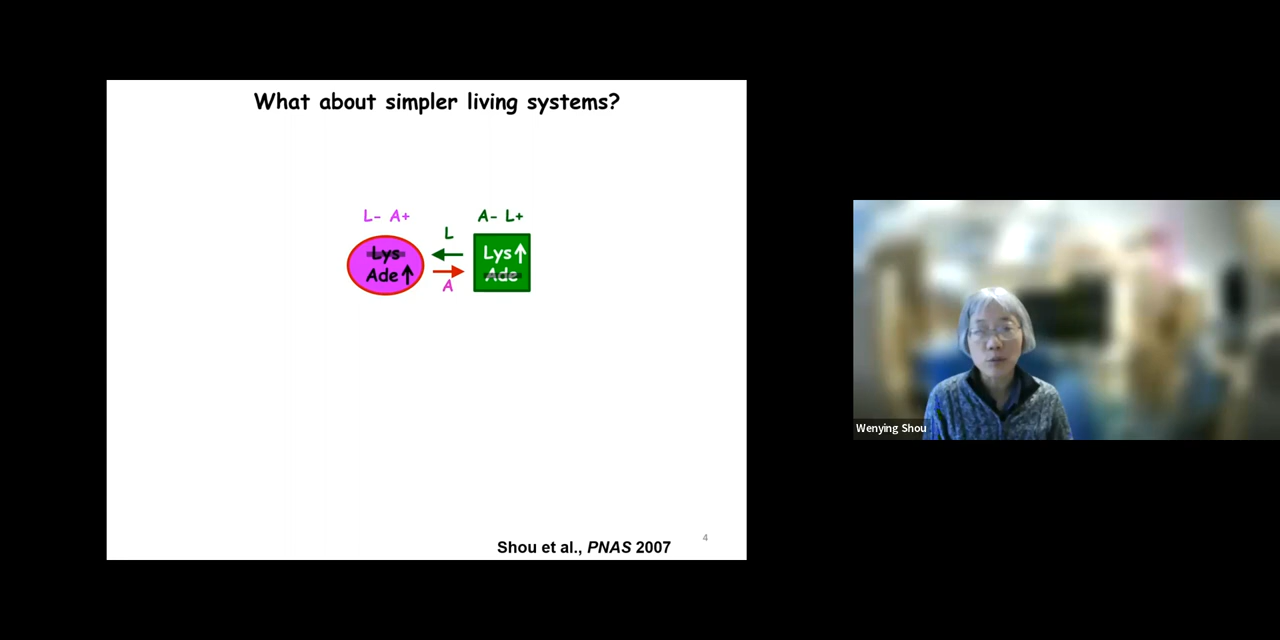 What about simpler living systems?
L- A+
A- L+
L
Lys
Ade↑
Lys↑
Ade
A
Shou et al., PNAS 2007
4
Wenying Shou